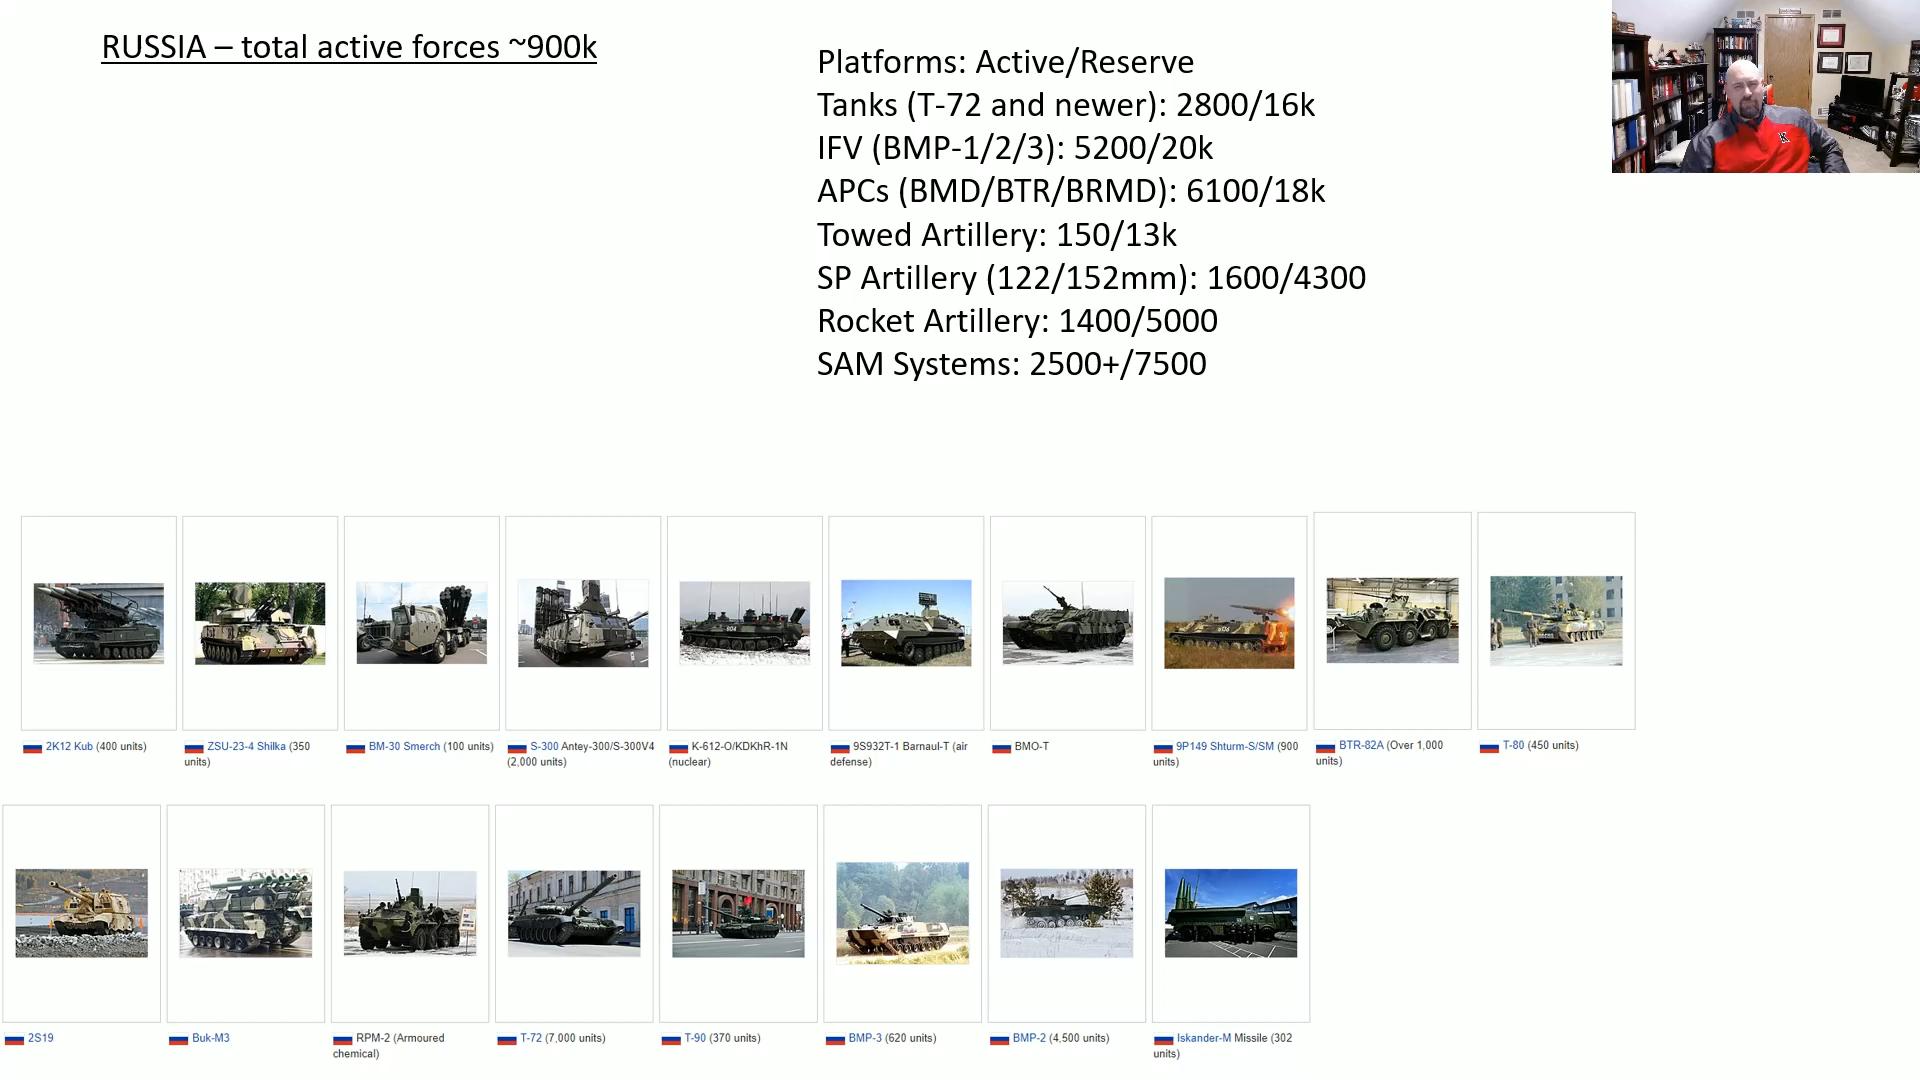 RUSSIA – total active forces ~900k
Platforms: Active/Reserve
Tanks (T-72 and newer): 2800/16k
IFV (BMP-1/2/3): 5200/20k
APCs (BMD/BTR/BRMD): 6100/18k
Towed Artillery: 150/13k
SP Artillery (122/152mm): 1600/4300
Rocket Artillery: 1400/5000
SAM Systems: 2500+/7500
2K12 Kub (400 units)
ZSU-23-4 Shilka (350
units)
BM-30 Smerch (100 units)
S-300 Antey-300/S-300V4
(2,000 units)
K-612-O/KDKhR-1N
(nuclear)
9S932T-1 Barnaul-T (air
defense)
BMO-T
9P149 Shturm-S/SM (900
units)
BTR-82A (Over 1,000
units)
T-80 (450 units)
2S19
Buk-M3
RPM-2 (Armoured
chemical)
T-72 (7,000 units)
T-90 (370 units)
BMP-3 (620 units)
BMP-2 (4,500 units)
Iskander-M Missile (302
units)